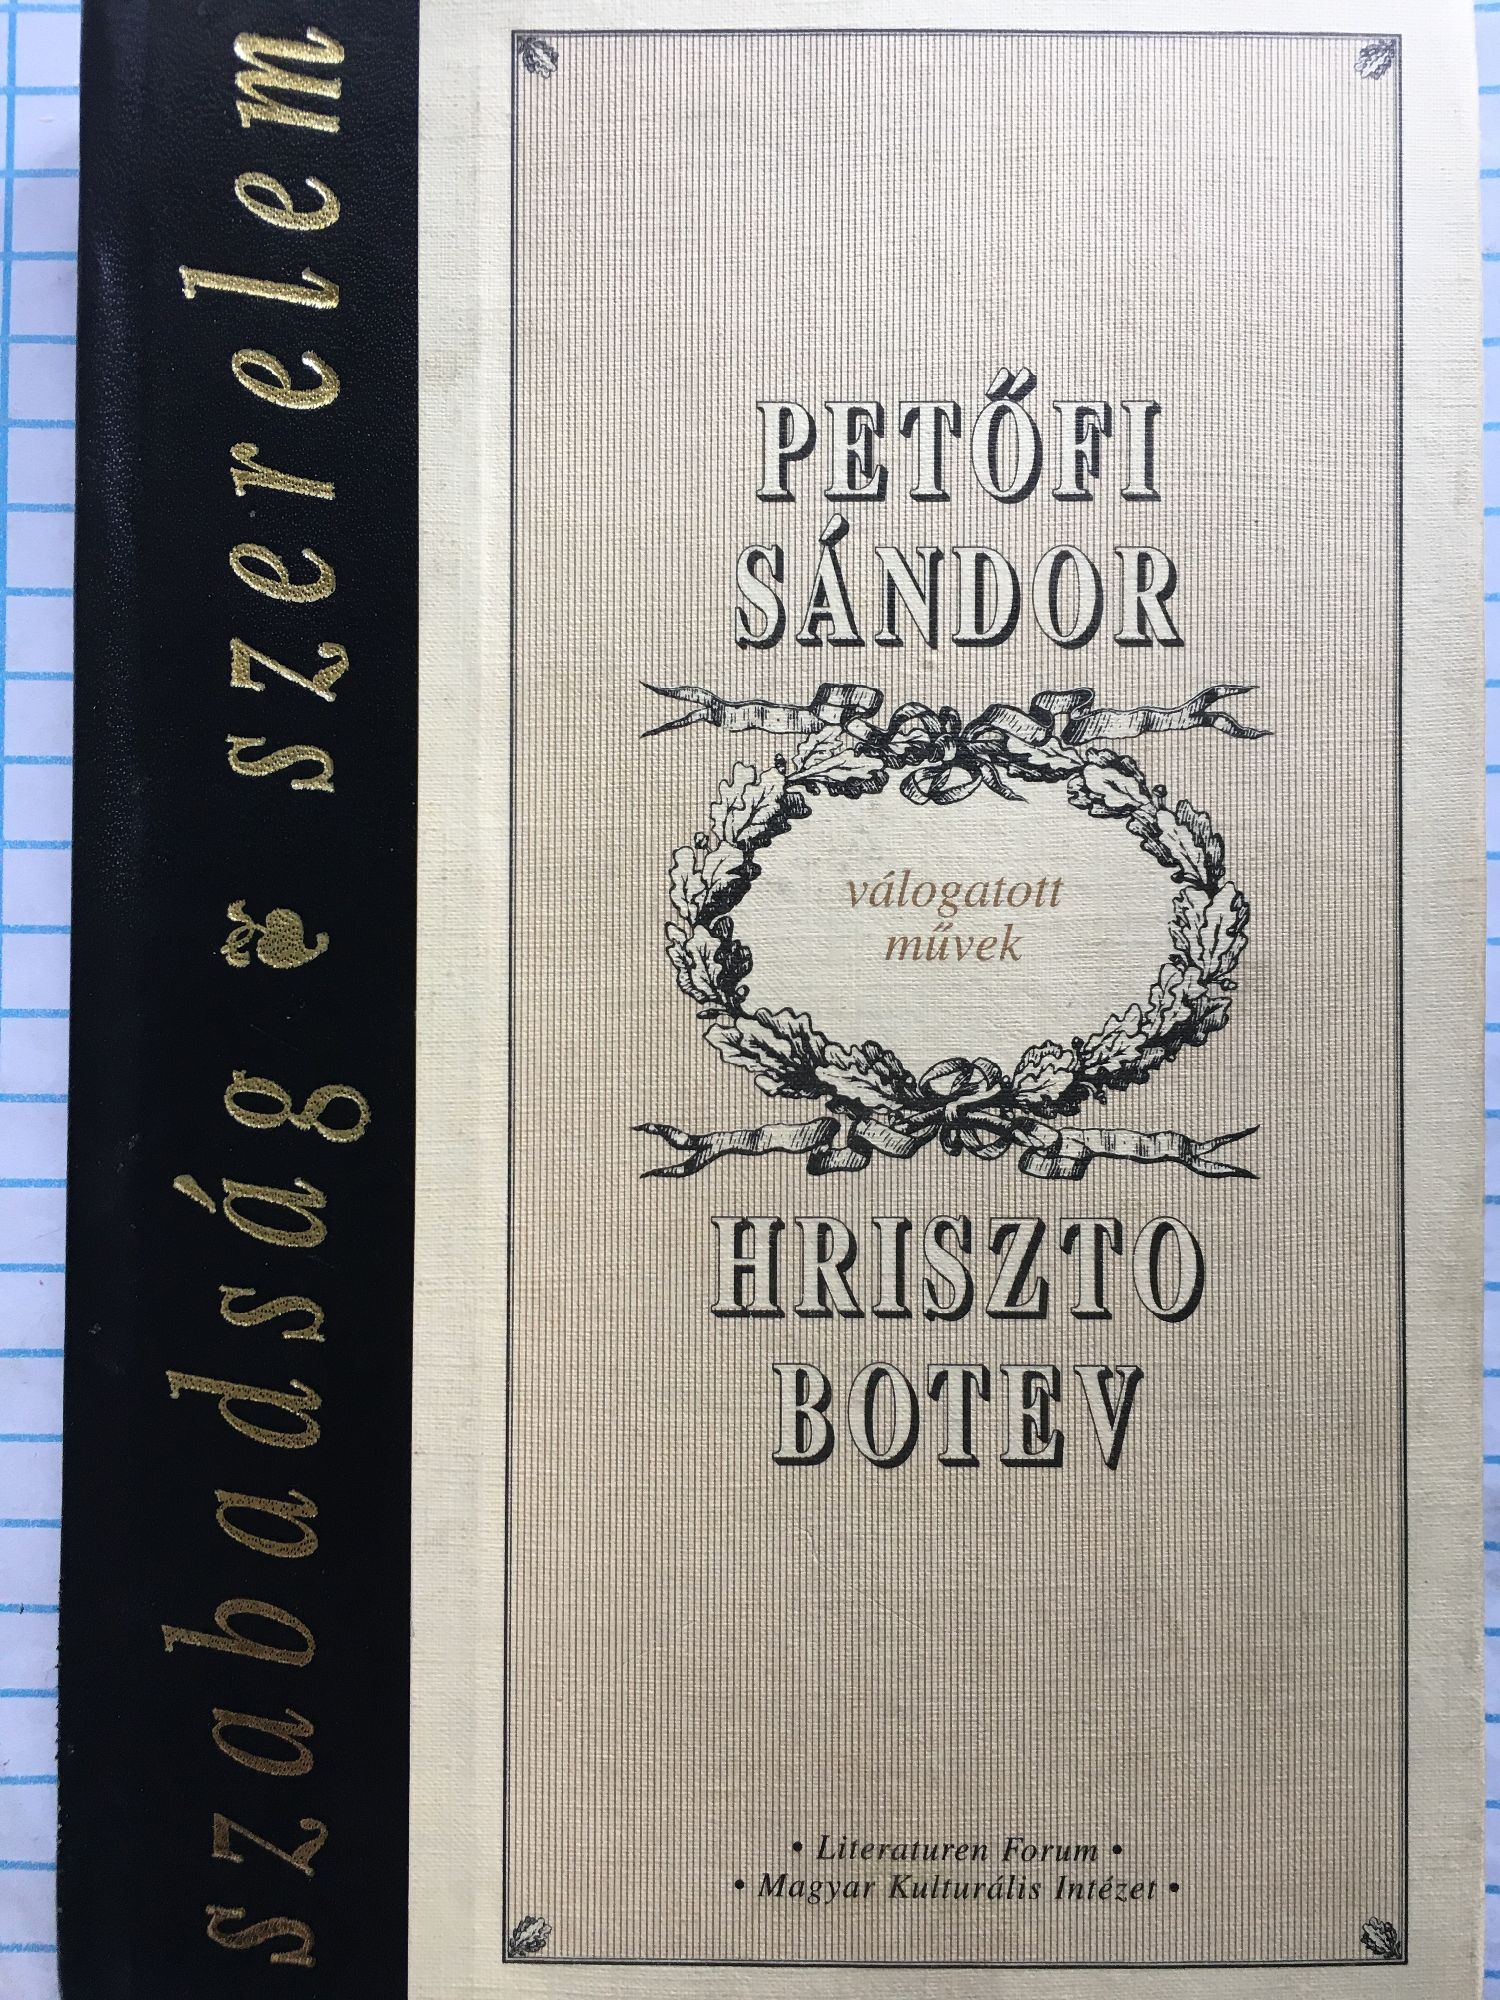 szabadság szerelem
PETŐFI
SÁNDOR
válogatott
művek
HRISZTO
BOTEV
• Literaturen Forum •
• Magyar Kulturális Intézet •